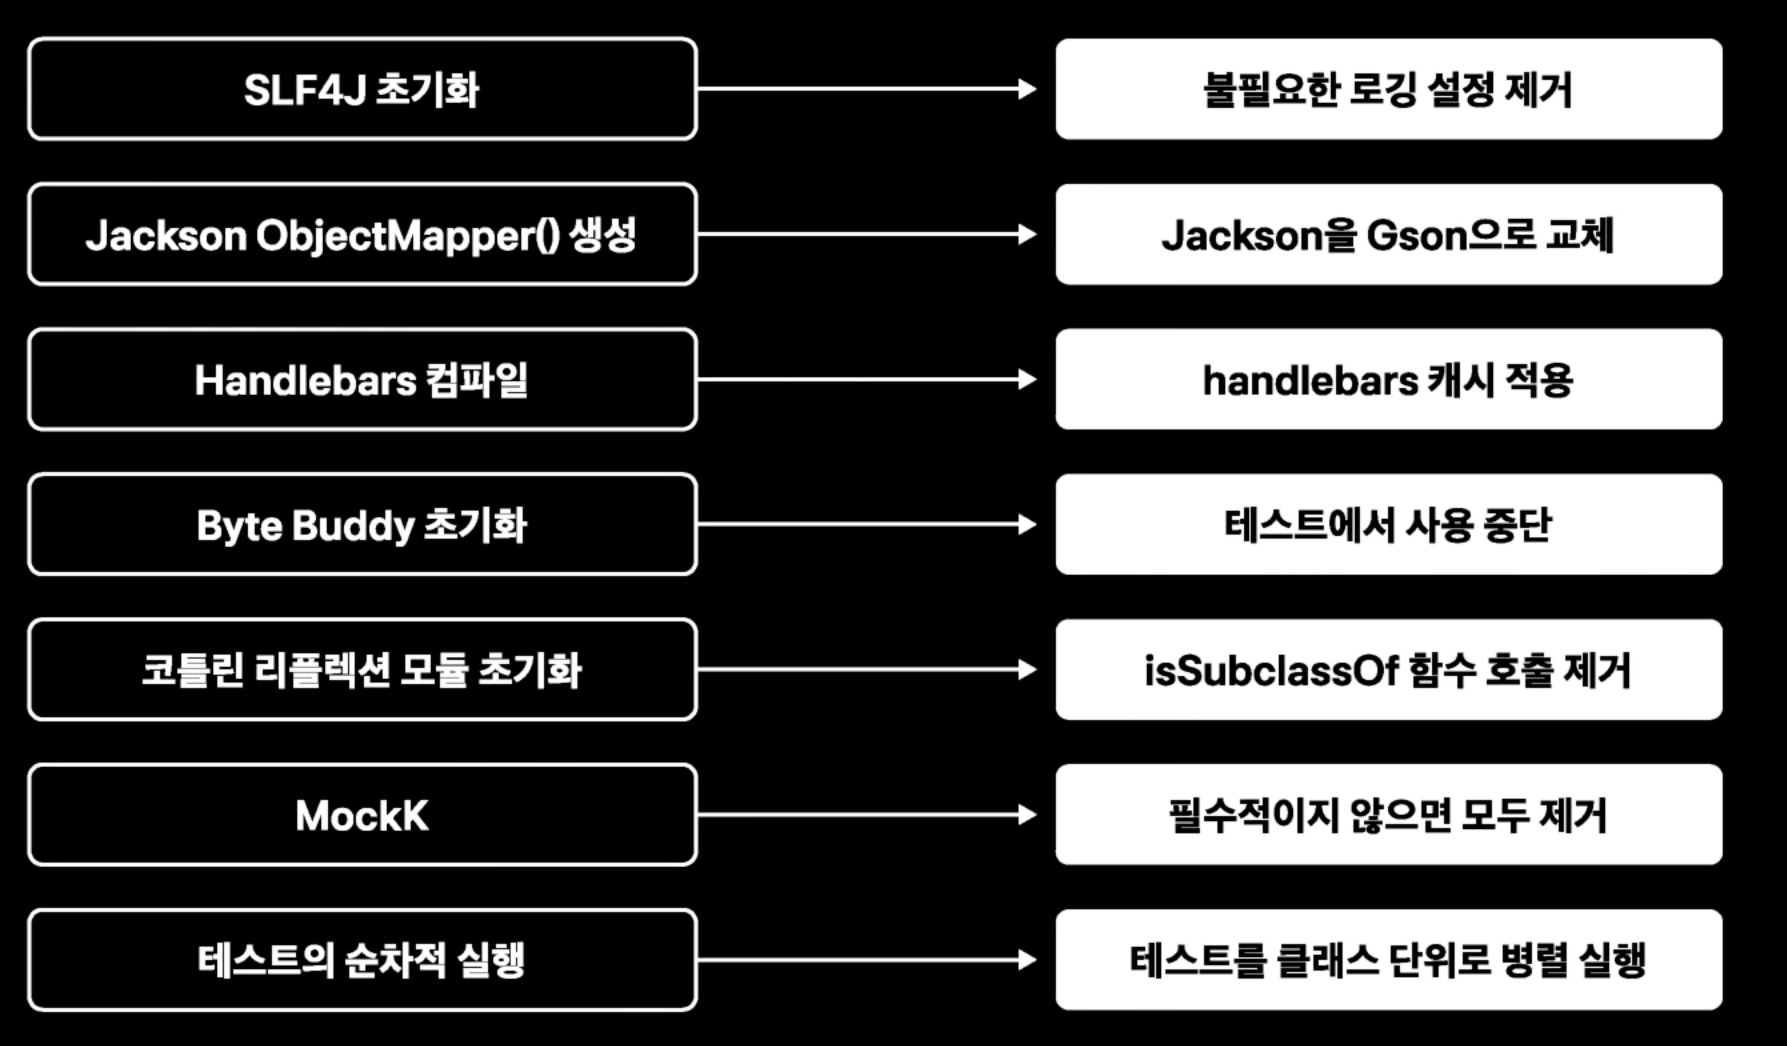 SLF4J 초기화
불필요한 로깅 설정 제거
Jackson ObjectMapper() 생성
Jackson을 Gson으로 교체
Handlebars 컴파일
handlebars 캐시 적용
Byte Buddy 초기화
테스트에서 사용 중단
코틀린 리플렉션 모듈 초기화
isSubclassOf 함수 호출 제거
MockK
필수적이지 않으면 모두 제거
테스트의 순차적 실행
테스트를 클래스 단위로 병렬 실행